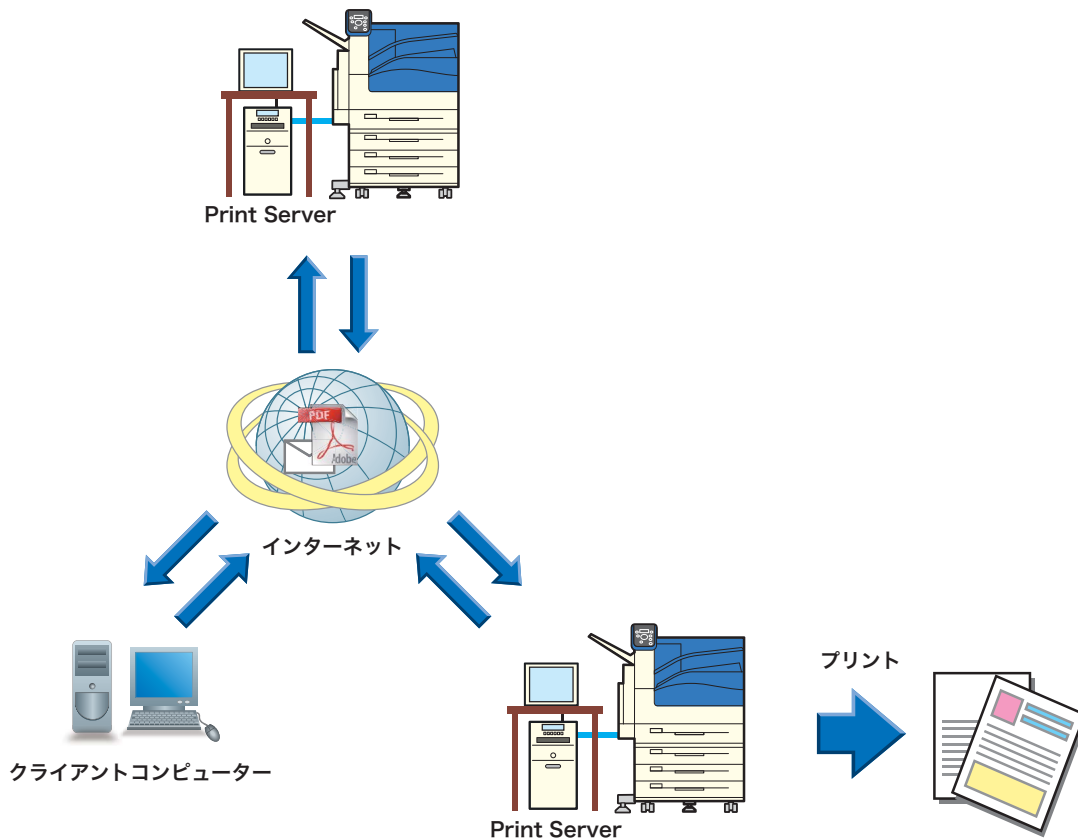 Print Server
PDF
Adobe
インターネット
クライアントコンピューター
プリント
Print Server